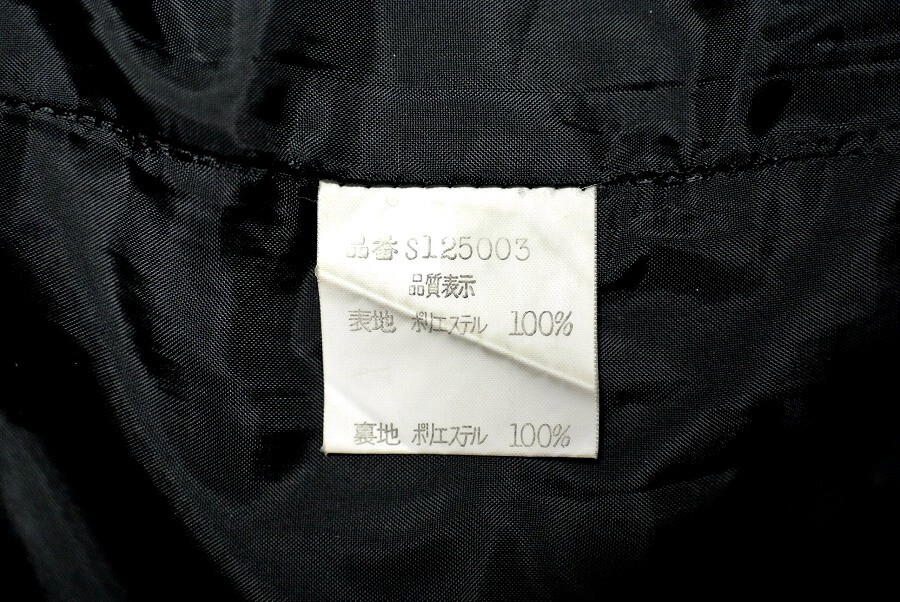 品番 S125003
品質表示
表地 ポリエステル 100%
裏地 ポリエステル 100%